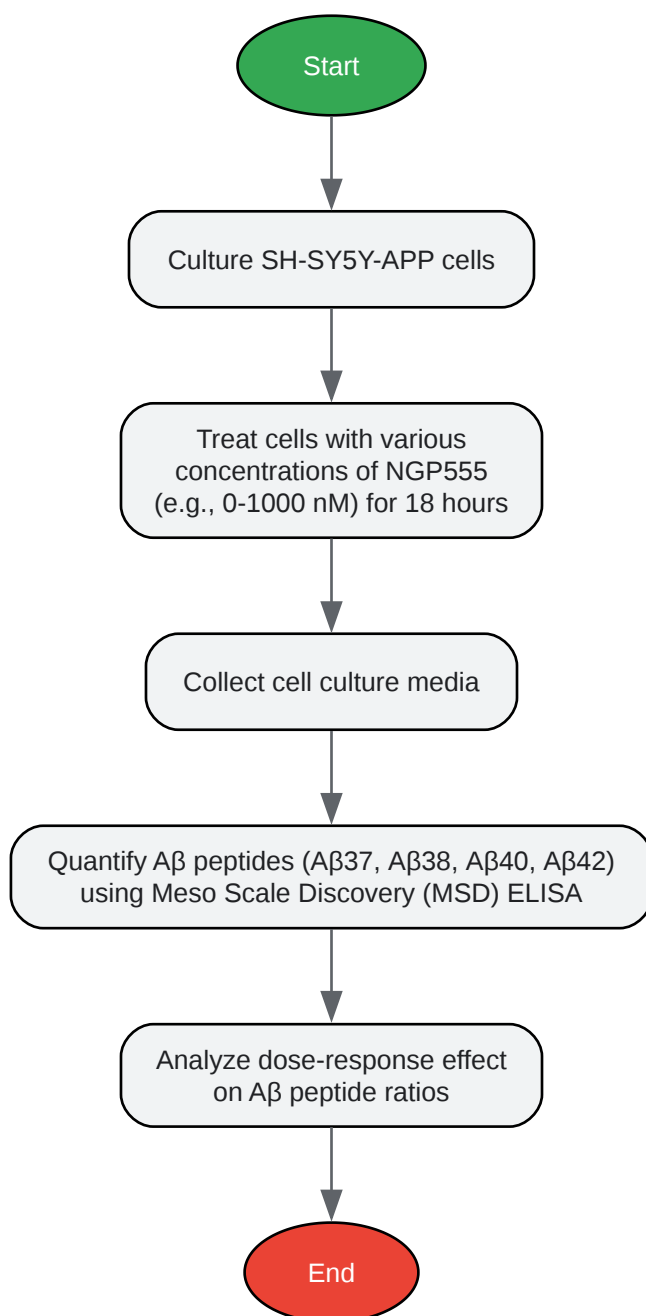 Start
Culture SH-SY5Y-APP cells
Treat cells with various
concentrations of NGP555
(e.g., 0-1000 nM) for 18 hours
Collect cell culture media
Quantify Aβ peptides (Aβ37, Aβ38, Aβ40, Aβ42)
using Meso Scale Discovery (MSD) ELISA
Analyze dose-response effect
on Aβ peptide ratios
End